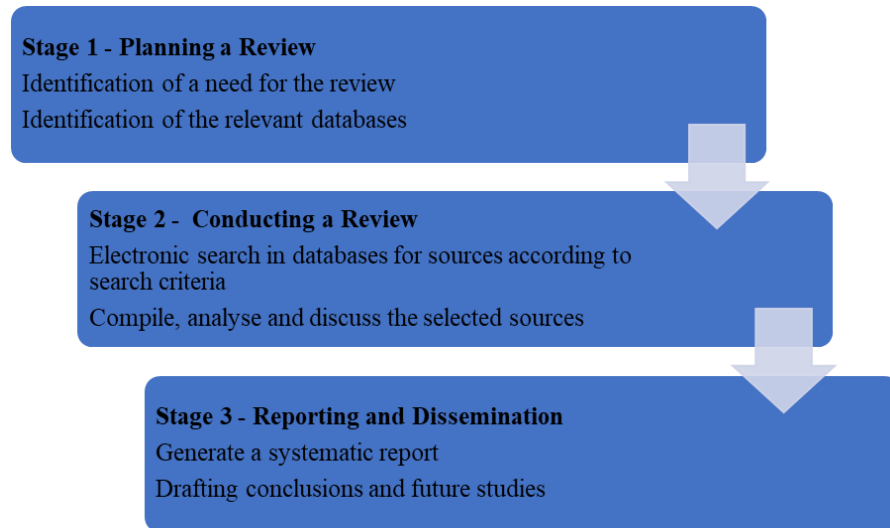 Stage 1 - Planning a Review
Identification of a need for the review
Identification of the relevant databases
Stage 2 - Conducting a Review
Electronic search in databases for sources according to
search criteria
Compile, analyse and discuss the selected sources
Stage 3 - Reporting and Dissemination
Generate a systematic report
Drafting conclusions and future studies